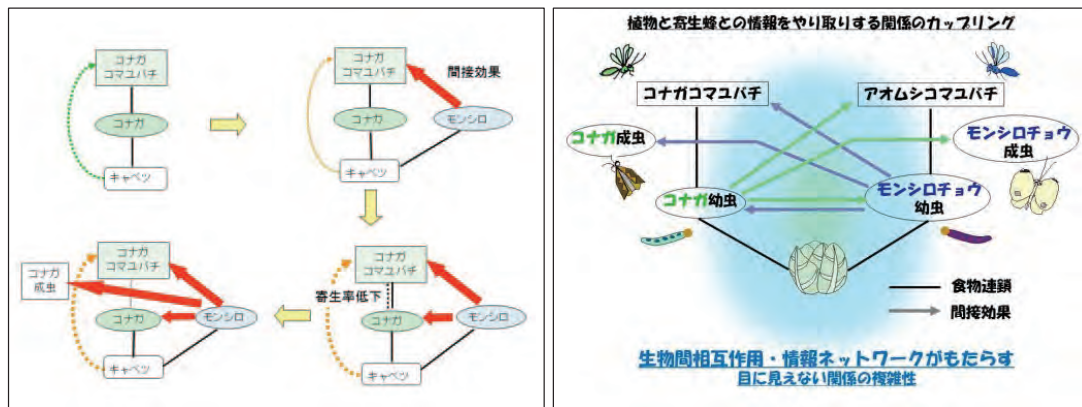 コナガ
コマユバチ
コナガ
キャベツ
コナガ
コマユバチ
間接効果
コナガ
モンシロ
キャベツ
コナガ
成虫
コナガ
コマユバチ
コナガ
モンシロ
キャベツ
コナガ
コマユバチ
寄生率低下
コナガ
モンシロ
キャベツ
植物と寄生蜂との情報をやり取りする関係のカップリング
コナガコマユバチ
アオムシコマユバチ
コナガ成虫
モンシロチョウ
成虫
コナガ幼虫
モンシロチョウ
幼虫
食物連鎖
間接効果
生物間相互作用・情報ネットワークがもたらす
目に見えない関係の複雑性